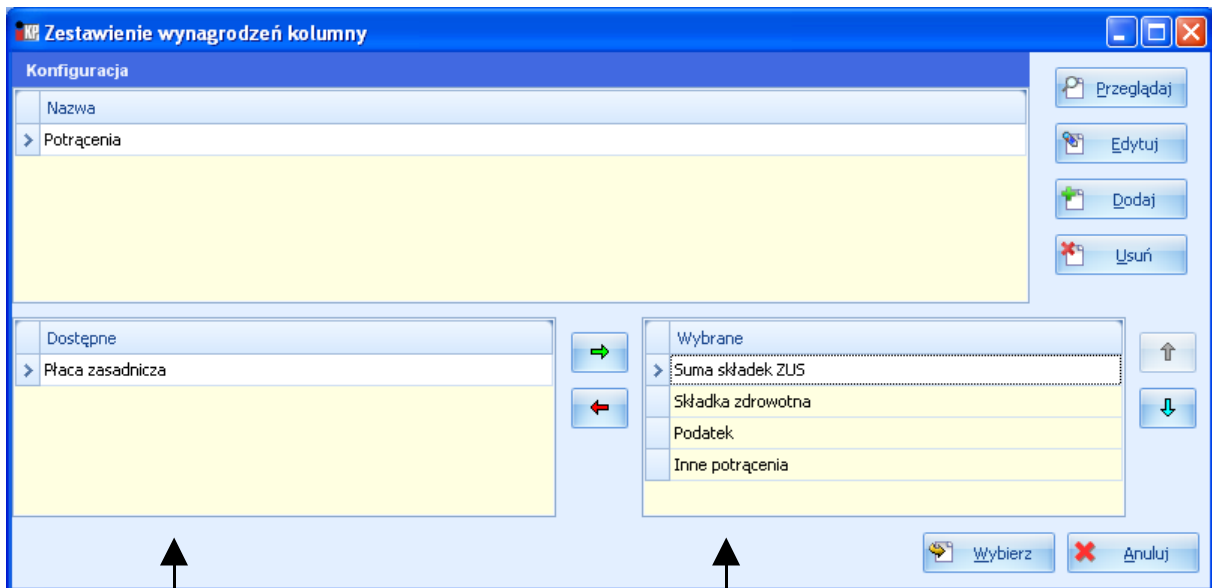 KP Zestawienie wynagrodzeń kolumny
Konfiguracja
Nazwa
Potrącenia
Przeglądaj
Edytuj
Dodaj
Usuń
Dostępne
Płaca zasadnicza
Wybrane
Suma składek ZUS
Składka zdrowotna
Podatek
Inne potrącenia
Wybierz
Anuluj